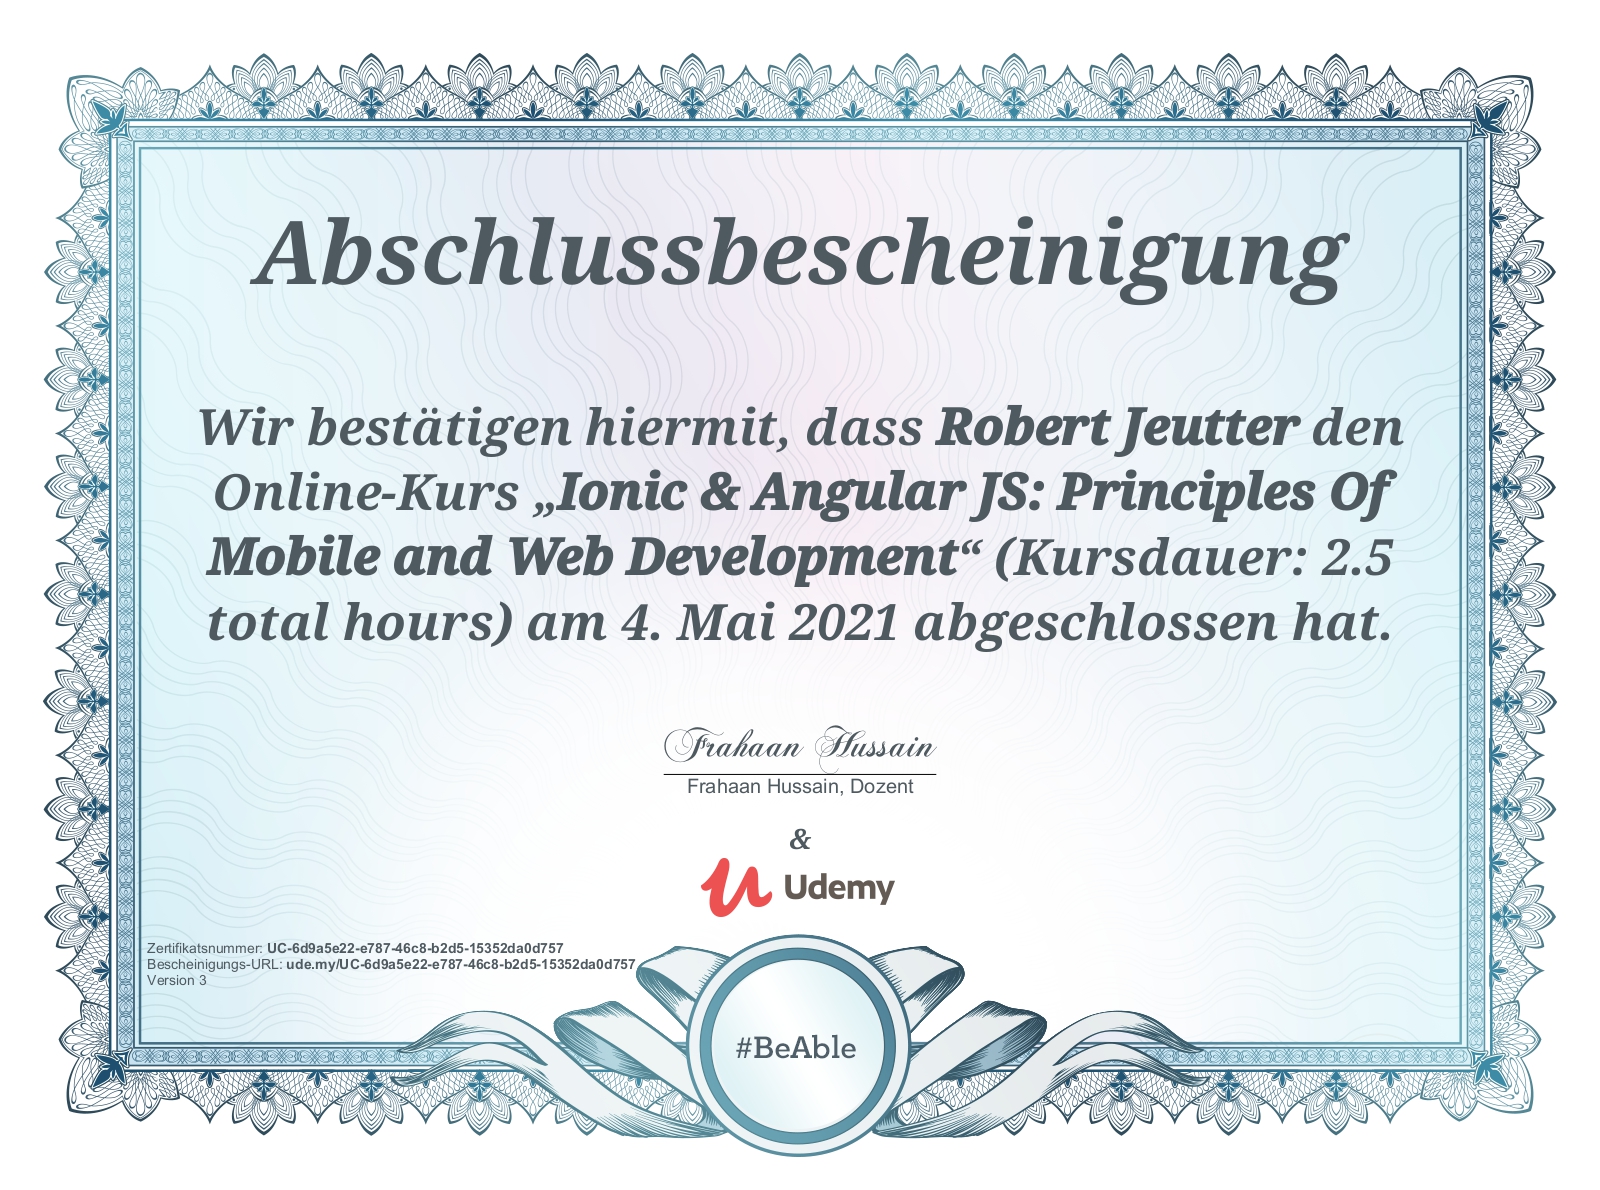 Abschlussbescheinigung
Wir bestätigen hiermit, dass Robert Jeutter den
Online-Kurs „Ionic & Angular JS: Principles Of
Mobile and Web Development“ (Kursdauer: 2.5
total hours) am 4. Mai 2021 abgeschlossen hat.
Frahaan Hussain
Frahaan Hussain, Dozent
&
Udemy
Zertifikatsnummer: UC-6d9a5e22-e787-46c8-b2d5-15352da0d757
Bescheinigungs-URL: ude.my/UC-6d9a5e22-e787-46c8-b2d5-15352da0d757
Version 3
#BeAble